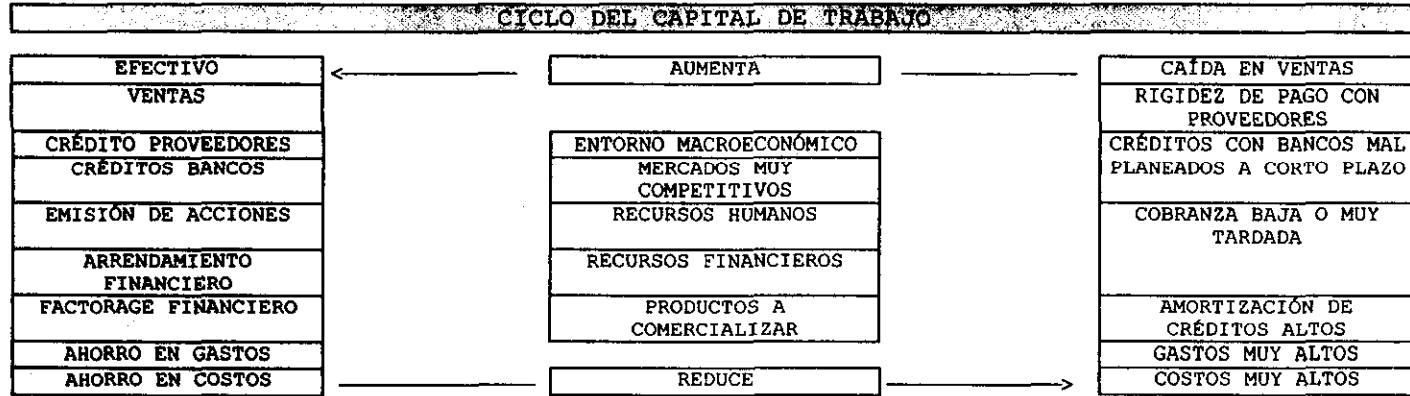 CICLO DEL CAPITAL DE TRABAJO
EFECTIVO
VENTAS
CRÉDITO PROVEEDORES
CRÉDITOS BANCOS
EMISIÓN DE ACCIONES
ARRENDAMIENTO
FINANCIERO
FACTORAGE FINANCIERO
AHORRO EN GASTOS
AHORRO EN COSTOS
AUMENTA
ENTORNO MACROECONÓMICO
MERCADOS MUY
COMPETITIVOS
RECURSOS HUMANOS
RECURSOS FINANCIEROS
PRODUCTOS A
COMERCIALIZAR
REDUCE
CAÍDA EN VENTAS
RIGIDEZ DE PAGO CON
PROVEEDORES
CRÉDITOS CON BANCOS MAL
PLANEADOS A CORTO PLAZO
COBRANZA BAJA O MUY
TARDADA
AMORTIZACIÓN DE
CRÉDITOS ALTOS
GASTOS MUY ALTOS
COSTOS MUY ALTOS